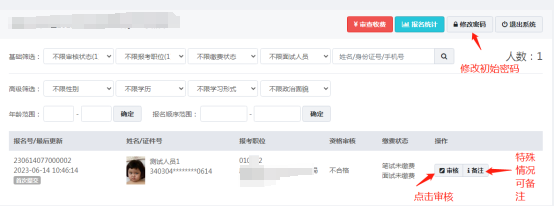 ¥ 审查缴费 报名统计 修改密码 退出系统
基础筛选： 不限审核状态(1 不限报考职位(1 不限缴费状态 不限面试人员 姓名/身份证号/手机号 人数：1
修改初始密码
高级筛选： 不限性别 不限学历 不限学习形式 不限政治面貌
年龄范围： - 确定 报名顺序范围： - 确定
报名号/最后更新 姓名/证件号 报考职位 资格审核 缴费状态 操作
230614077000002
2023-06-14 10:46:14
首次提交
测试人员1
340304********0614
不合格
笔试未缴费
面试未缴费
审核 备注
点击审核
特殊
情况
可备
注